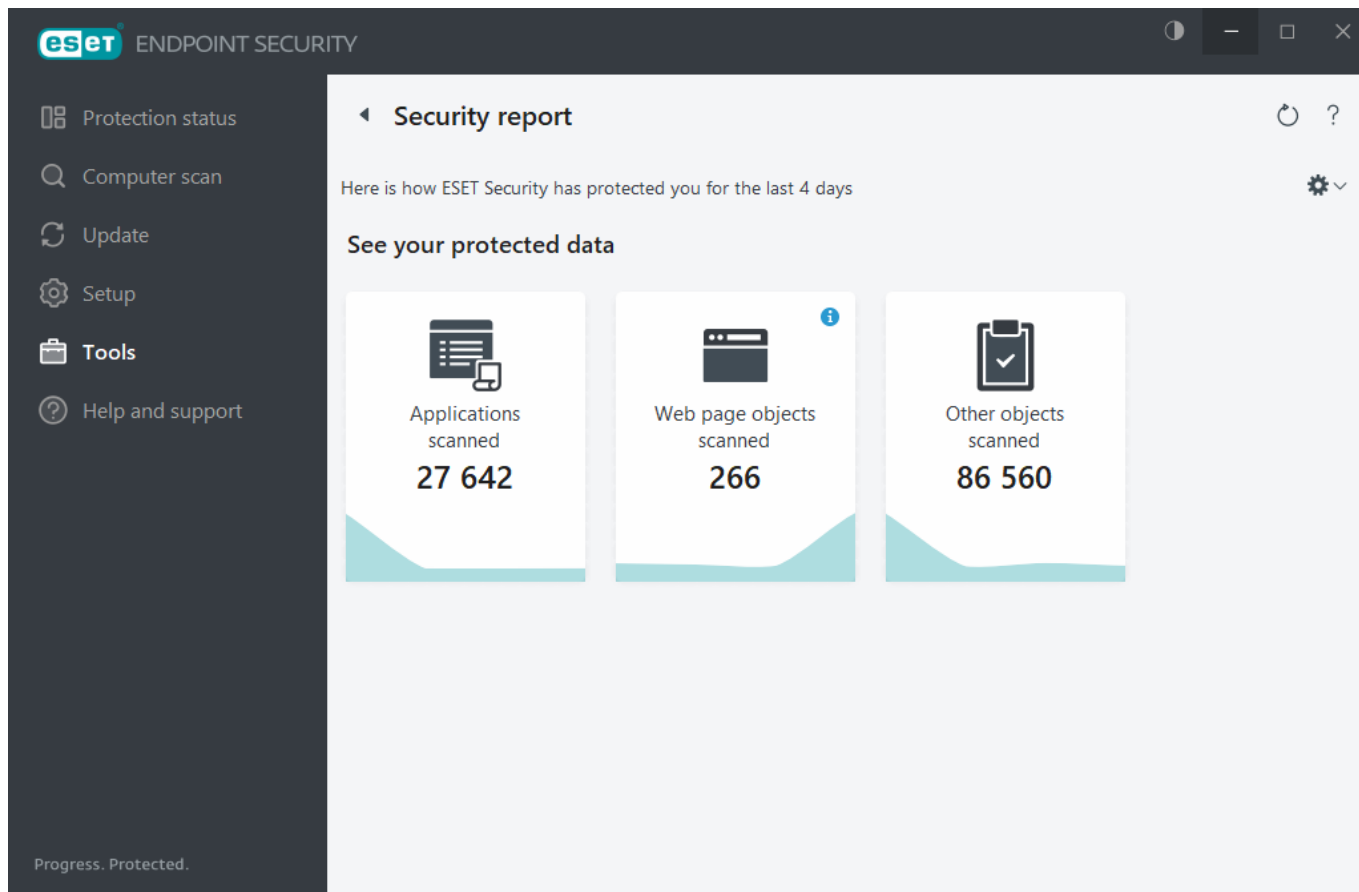 eset ENDPOINT SECURITY
Protection status
Computer scan
Update
Setup
Tools
Help and support
Progress. Protected.
Security report
?
Here is how ESET Security has protected you for the last 4 days
See your protected data
Applications
scanned
27 642
Web page objects
scanned
266
Other objects
scanned
86 560